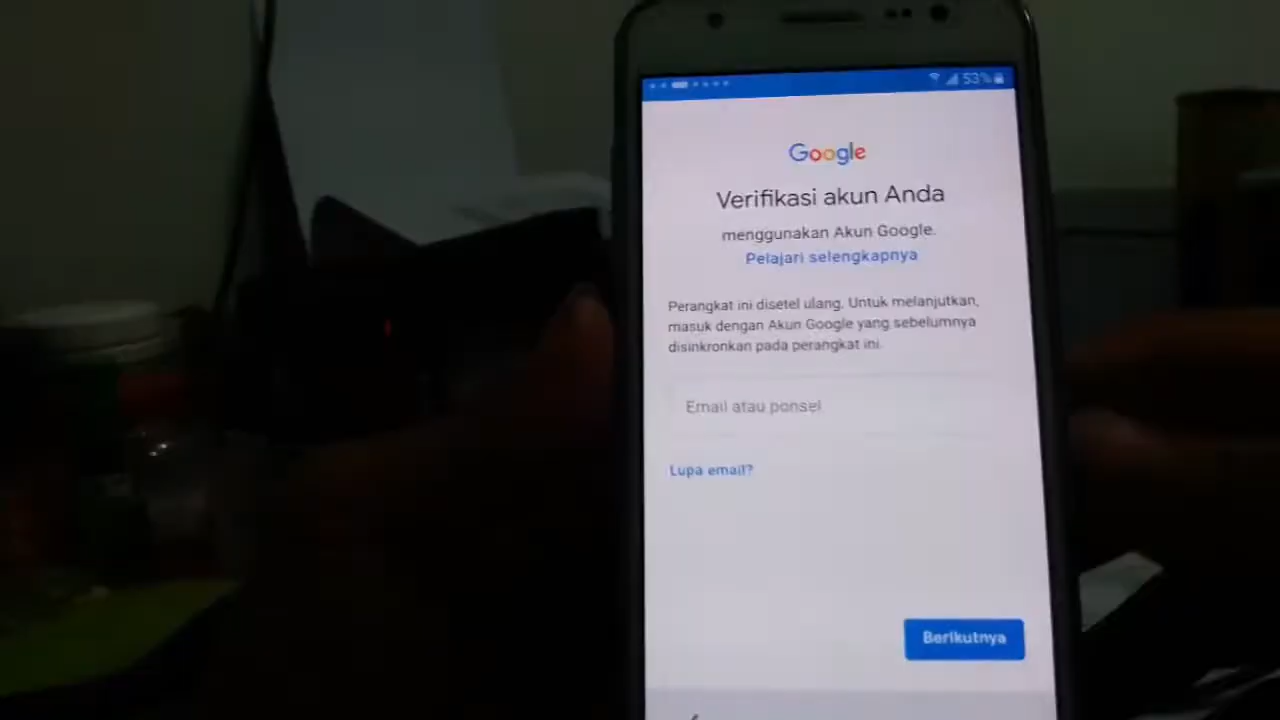 53%
Google
Verifikasi akun Anda
menggunakan Akun Google.
Pelajari selengkapnya
Perangkat ini disetel ulang. Untuk melanjutkan,
masuk dengan Akun Google yang sebelumnya
disinkronkan pada perangkat ini.
Email atau ponsel
Lupa email?
Berikutnya